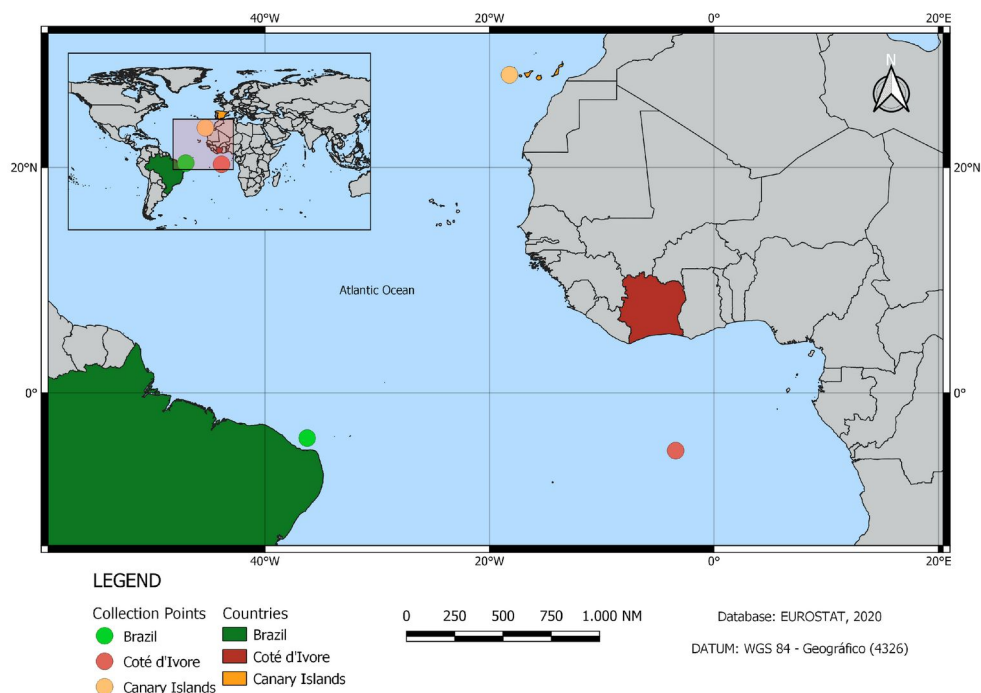 40°W 20°W 0° 20°E
N
20°N 20°N
Atlantic Ocean
0° 0°
40°W 20°W 0° 20°E
LEGEND
Collection Points Countries
Brazil Brazil
Coté d'Ivore Coté d'Ivore
Canary Islands Canary Islands
0 250 500 750 1.000 NM
Database: EUROSTAT, 2020
DATUM: WGS 84 - Geográfico (4326)